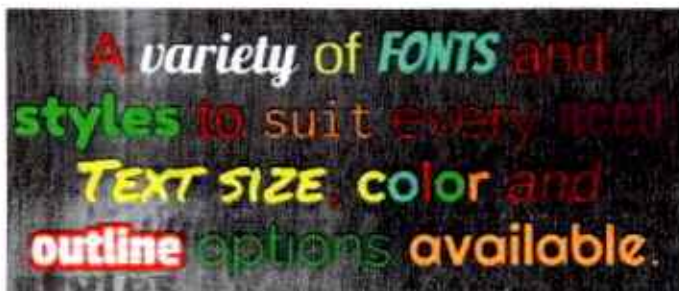 A variety of FONTS and
styles to suit every need.
TEXT SIZE, color and
outline options available.